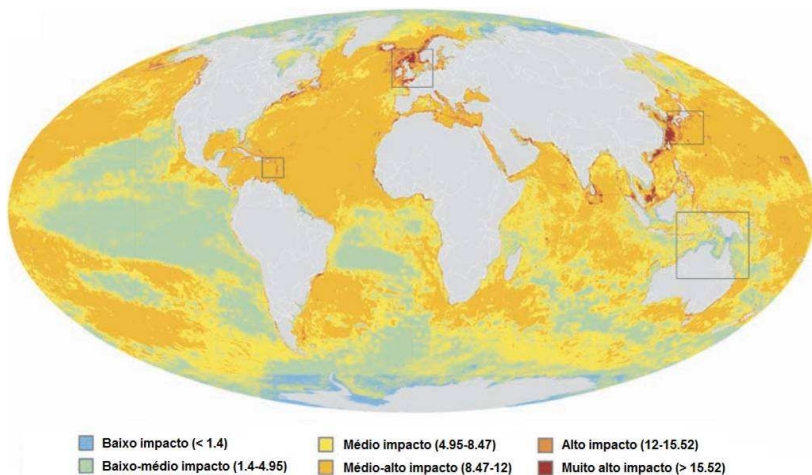 Baixo impacto (< 1.4) Médio impacto (4.95-8.47) Alto impacto (12-15.52)
Baixo-médio impacto (1.4-4.95) Médio-alto impacto (8.47-12) Muito alto impacto (> 15.52)